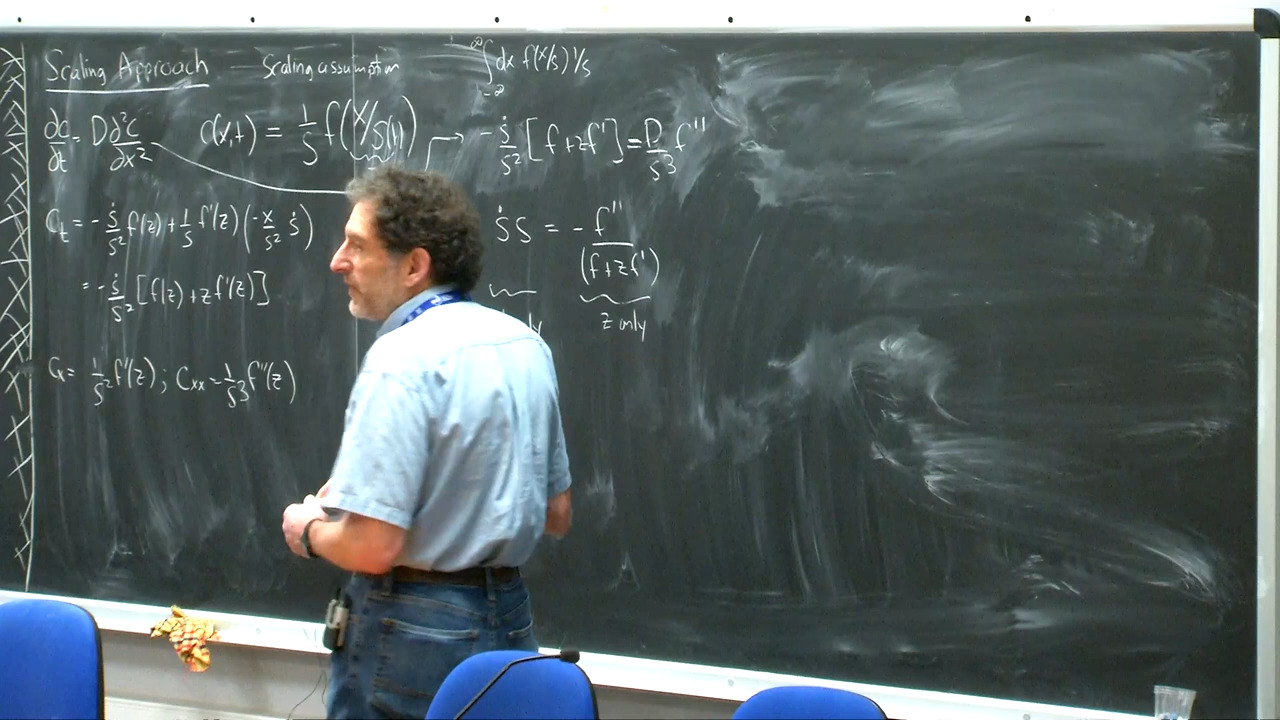 Scaling Approach — Scaling assumption
∂c/∂t = D ∂²c/∂x²
c(x,t) = 1/s f(x/s(t))
c_t = -ṡ/s² f(z) + 1/s f'(z) (-x/s² ṡ)
= -ṡ/s² [f(z) + z f'(z)]
c_x = 1/s² f'(z) ; c_xx ~ 1/s³ f''(z)
∫_{-∞}^{∞} dx f(x/s) 1/s
→ -ṡ/s² [f + zf'] = D/s³ f''
ṡs = - f''/(f + zf')
z only